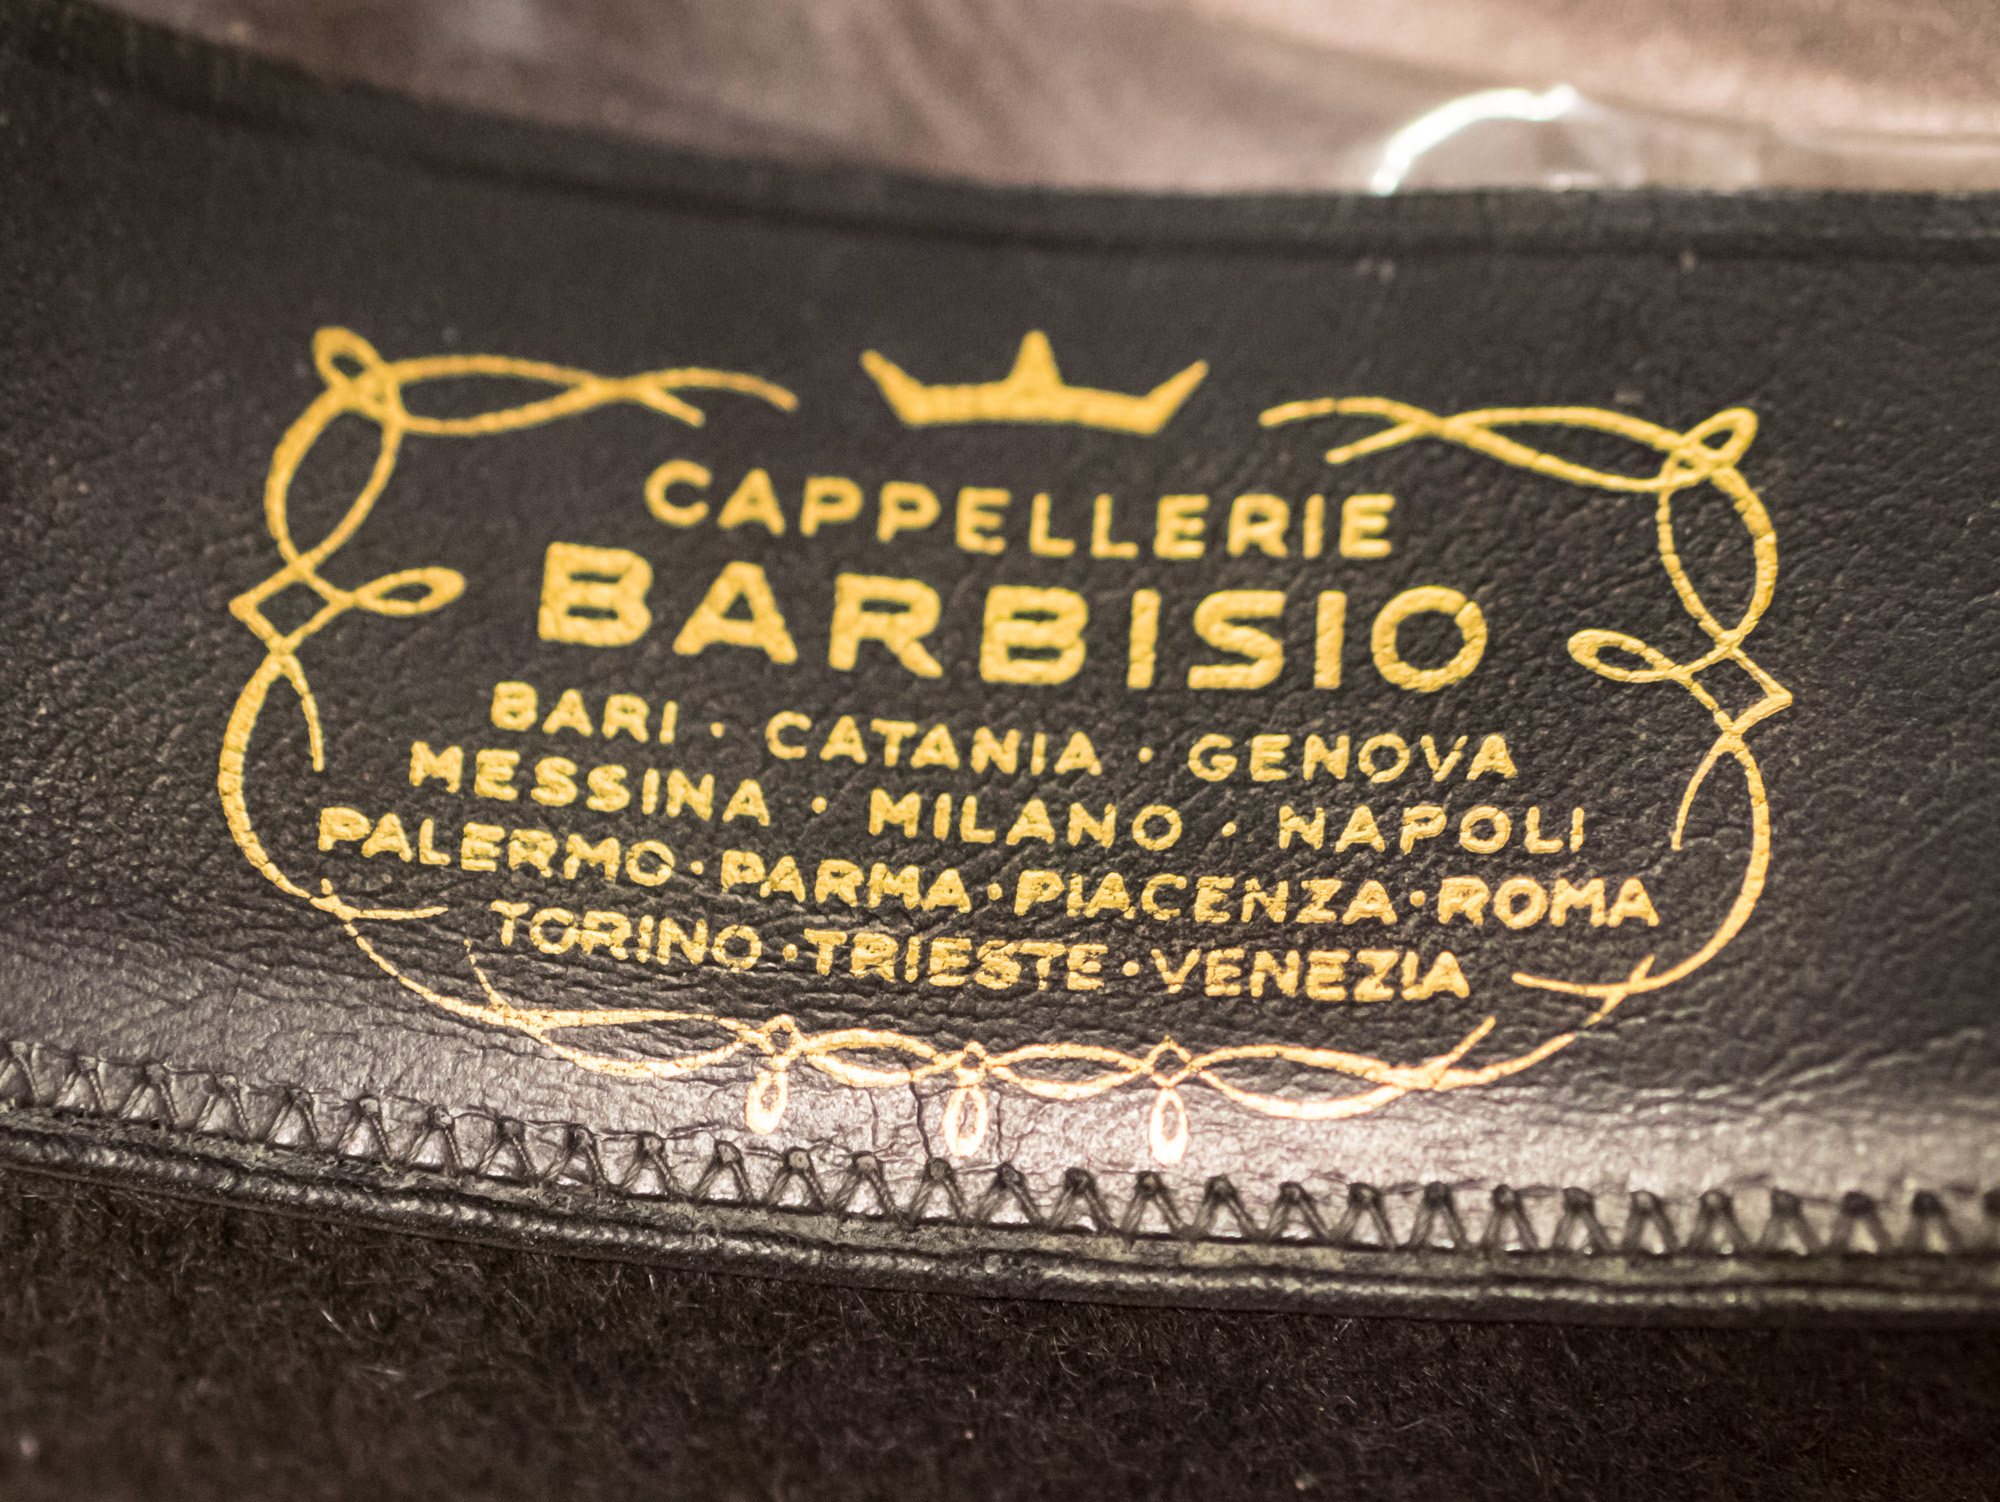 CAPPELLERIE
BARBISIO
BARI · CATANIA · GENOVA
MESSINA · MILANO · NAPOLI
PALERMO · PARMA · PIACENZA · ROMA
TORINO · TRIESTE · VENEZIA